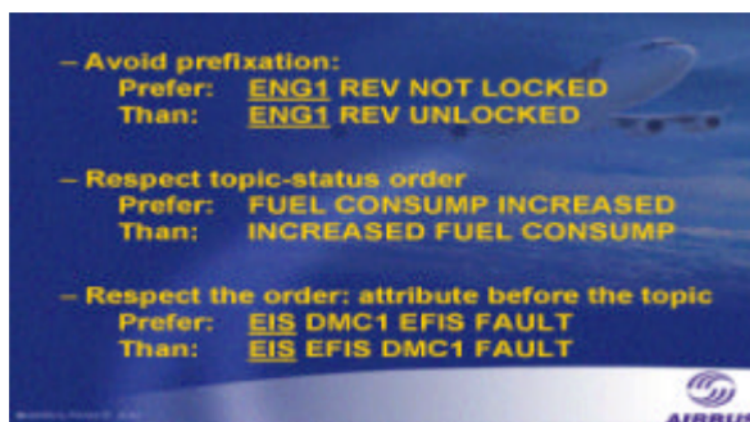 – Avoid prefixation:
Prefer: ENG1 REV NOT LOCKED
Than: ENG1 REV UNLOCKED
– Respect topic-status order
Prefer: FUEL CONSUMP INCREASED
Than: INCREASED FUEL CONSUMP
– Respect the order: attribute before the topic
Prefer: EIS DMC1 EFIS FAULT
Than: EIS EFIS DMC1 FAULT
AIRBUS